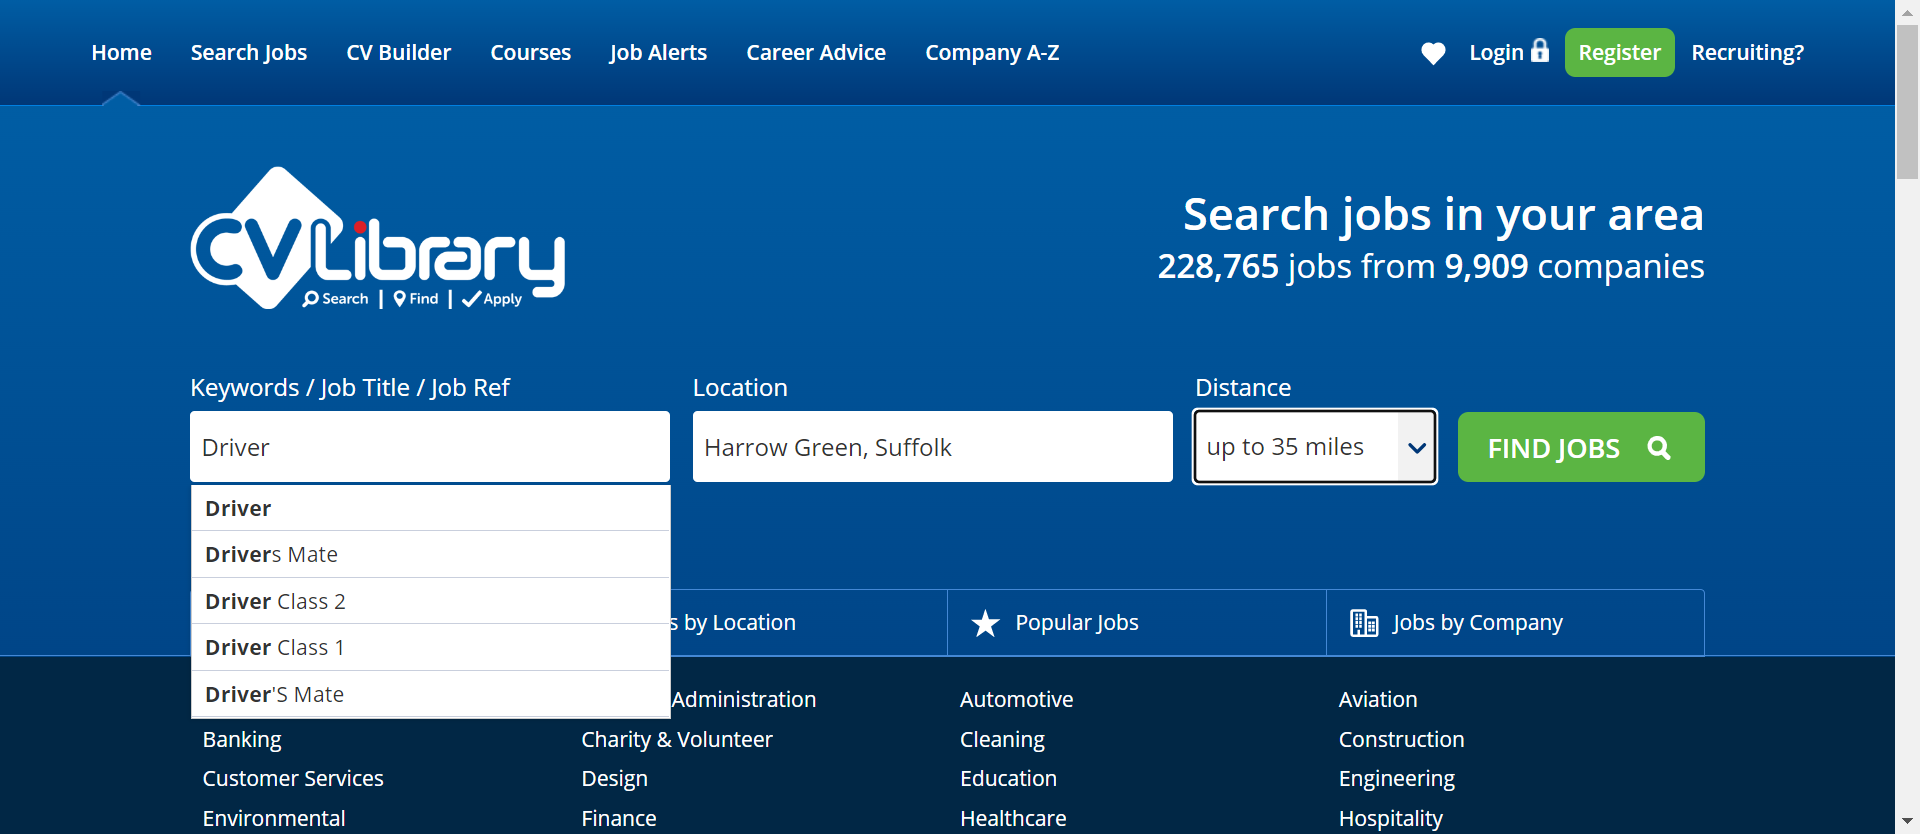 Home Search Jobs CV Builder Courses Job Alerts Career Advice Company A-Z Login Register Recruiting?
CVLibrary
Search Find Apply
Search jobs in your area
228,765 jobs from 9,909 companies
Keywords / Job Title / Job Ref Location Distance
Driver Harrow Green, Suffolk up to 35 miles FIND JOBS
Driver
Drivers Mate
Driver Class 2
Driver Class 1
Driver'S Mate
s by Location Popular Jobs Jobs by Company
Administration Automotive Aviation
Banking Charity & Volunteer Cleaning Construction
Customer Services Design Education Engineering
Environmental Finance Healthcare Hospitality